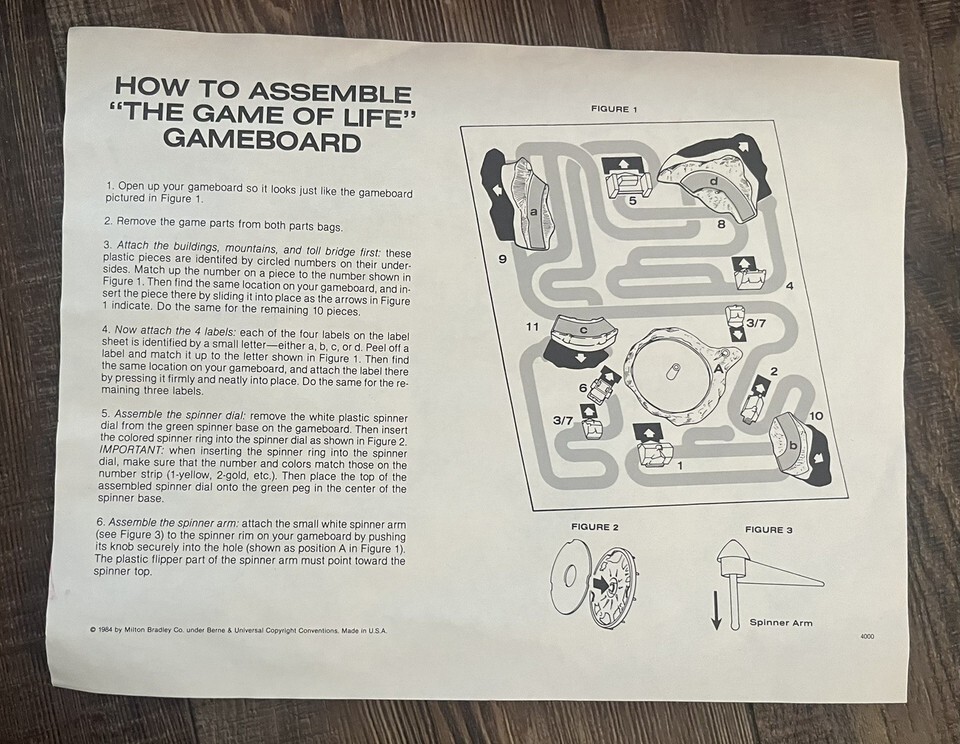 HOW TO ASSEMBLE
“THE GAME OF LIFE”
GAMEBOARD
1. Open up your gameboard so it looks just like the gameboard
pictured in Figure 1.
2. Remove the game parts from both parts bags.
3. Attach the buildings, mountains, and toll bridge first: these
plastic pieces are identifed by circled numbers on their under-
sides. Match up the number on a piece to the number shown in
Figure 1. Then find the same location on your gameboard, and in-
sert the piece there by sliding it into place as the arrows in Figure
1 indicate. Do the same for the remaining 10 pieces.
4. Now attach the 4 labels: each of the four labels on the label
sheet is identified by a small letter—either a, b, c, or d. Peel off a
label and match it up to the letter shown in Figure 1. Then find
the same location on your gameboard, and attach the label there
by pressing it firmly and neatly into place. Do the same for the re-
maining three labels.
5. Assemble the spinner dial: remove the white plastic spinner
dial from the green spinner base on the gameboard. Then insert
the colored spinner ring into the spinner dial as shown in Figure 2.
IMPORTANT: when inserting the spinner ring into the spinner
dial, make sure that the number and colors match those on the
number strip (1-yellow, 2-gold, etc.). Then place the top of the
assembled spinner dial onto the green peg in the center of the
spinner base.
6. Assemble the spinner arm: attach the small white spinner arm
(see Figure 3) to the spinner rim on your gameboard by pushing
its knob securely into the hole (shown as position A in Figure 1).
The plastic flipper part of the spinner arm must point toward the
spinner top.
© 1984 by Milton Bradley Co. under Berne & Universal Copyright Conventions. Made in U.S.A.
FIGURE 1
a
5
d
8
9
4
11
c
3/7
A
6
2
3/7
10
b
1
FIGURE 2
FIGURE 3
Spinner Arm
4000